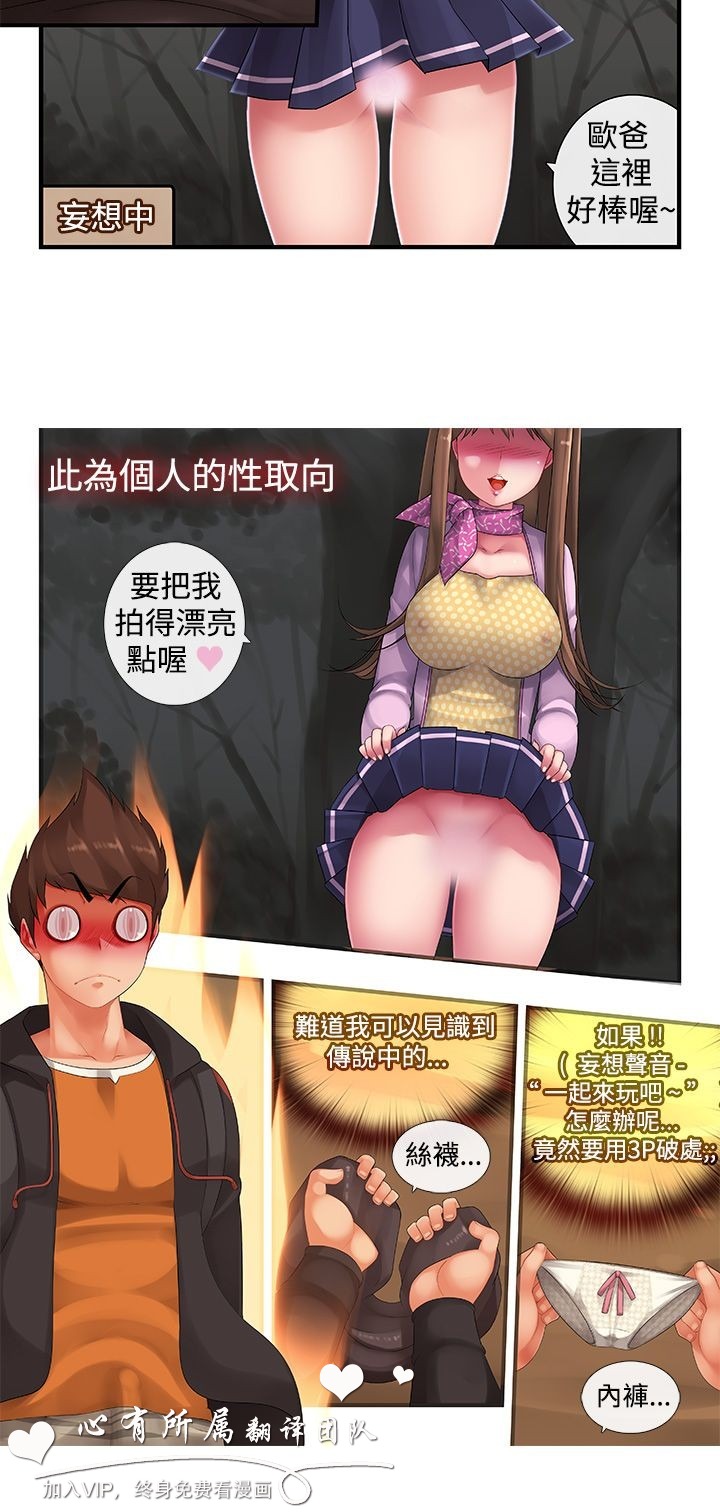 歐爸
這裡
好棒喔~
妄想中
此為個人的性取向
要把我
拍得漂亮
點喔
難道我可以見識到
傳說中的...
絲襪...
如果!!
( 妄想聲音 -
“一起來玩吧~”
怎麼辦呢...
竟然要用3P破處;;
內褲...
心有所属翻译团队
加入VIP，终身免费看漫画